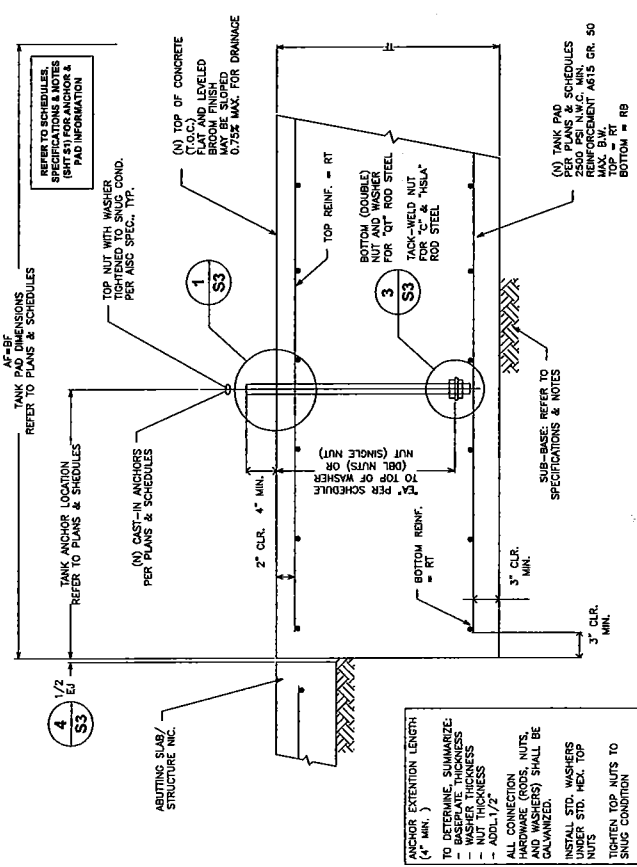 AF=BF
TANK PAD DIMENSIONS
REFER TO PLANS & SCHEDULES
REFER TO SCHEDULES,
SPECIFICATIONS & NOTES
(SHT S1) FOR ANCHOR &
PAD INFORMATION
TANK ANCHOR LOCATION
REFER TO PLANS & SHEDULES
TOP NUT WITH WASHER
TIGHTENED TO SNUG COND.
PER AISC SPEC., TYP.
(N) CAST-IN ANCHORS
PER PLANS & SCHEDULES
4
S3
1/2
EJ
1
S3
(N) TOP OF CONCRETE
(T.O.C.)
FLAT AND LEVELED
BROOM FINISH
MAY BE SLOPED
0.75% MAX. FOR DRAINAGE
ABUTTING SLAB/
STRUCTURE NIC.
2" CLR.
4" MIN.
TOP REINF. = RT
"EA" PER SCHEDULE
TO TOP OF WASHER
(DBL NUTS) OR
NUT (SINGLE NUT)
BOTTOM (DOUBLE)
NUT AND WASHER
FOR "QT" ROD STEEL
TACK-WELD NUT
FOR "C" & "HSLA"
ROD STEEL
3
S3
BOTTOM REINF.
= RT
3" CLR.
MIN.
3" CLR.
MIN.
SUB-BASE: REFER TO
SPECIFICATIONS & NOTES
(N) TANK PAD
PER PLANS & SCHEDULES
2500 PSI N.W.C. MIN.
REINFORCEMENT A615 GR. 50
MAX. B.W.
TOP = RT
BOTTOM = RB
ANCHOR EXTENTION LENGTH
(4" MIN. )
TO DETERMINE, SUMMARIZE:
- BASEPLATE THICKNESS
- WASHER THICKNESS
- NUT THICKNESS
- ADDL.1/2"
ALL CONNECTION
HARDWARE (RODS, NUTS,
AND WASHERS) SHALL BE
GALVANIZED.
INSTALL STD. WASHERS
UNDER STD. HEX. TOP
NUTS
TIGHTEN TOP NUTS TO
SNUG CONDITION